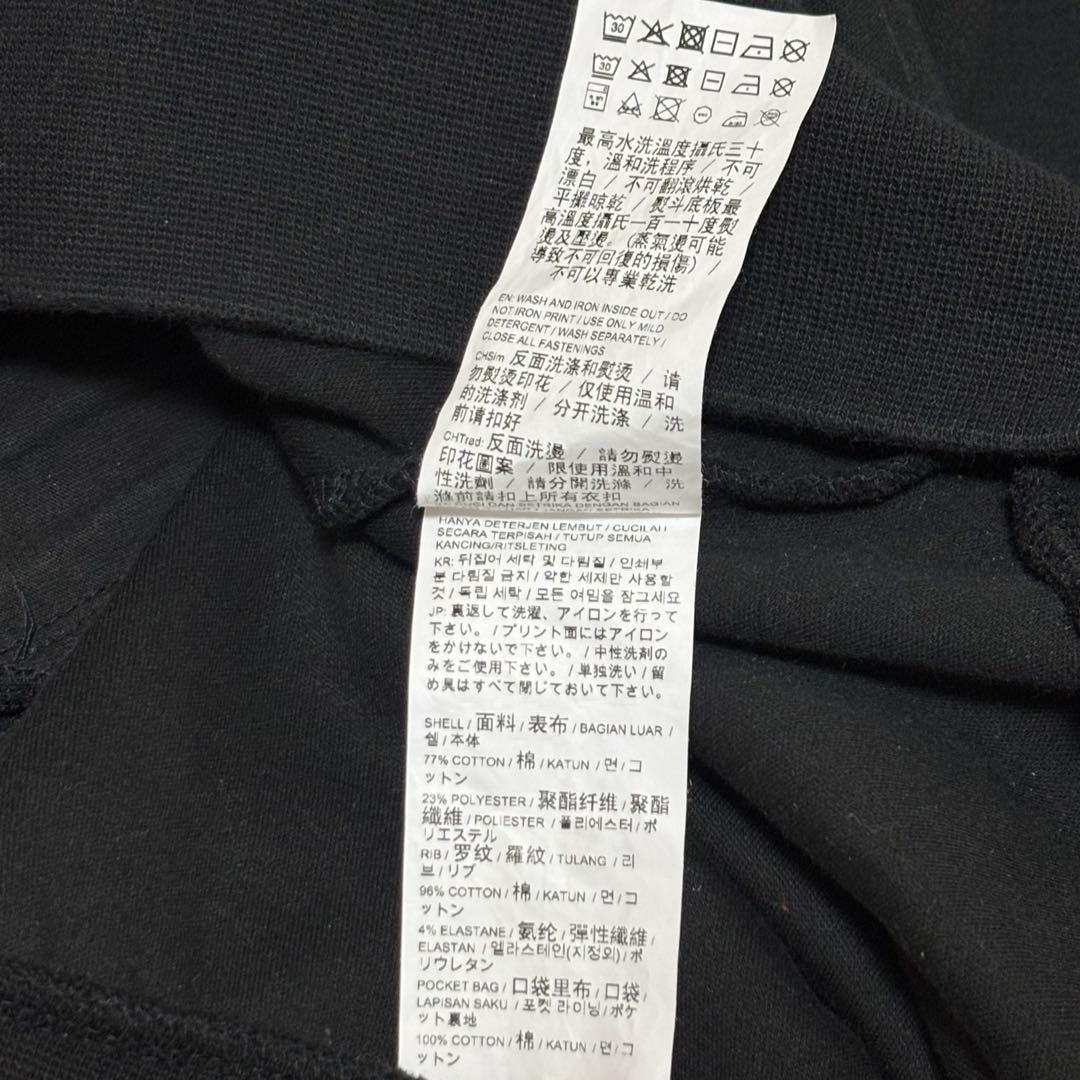 30
30
最高水洗溫度攝氏三十
度，溫和洗程序 / 不可
漂白 / 不可翻滾烘乾 /
平攤晾乾 / 熨斗底板最
高溫度攝氏一百一十度熨
燙及壓燙。(蒸氣燙可能
導致不可回復的損傷) /
不可以專業乾洗
EN: WASH AND IRON INSIDE OUT / DO
NOT IRON PRINT / USE ONLY MILD
DETERGENT / WASH SEPARATELY /
CLOSE ALL FASTENINGS
CHSim 反面洗涤和熨烫 / 请
勿熨烫印花 / 仅使用温和
的洗涤剂 / 分开洗涤 / 洗
前请扣好
CHTrad: 反面洗燙 / 請勿熨燙
印花圖案 / 限使用溫和中
性洗劑 / 請分開洗滌 / 洗
滌前請扣上所有衣扣
HANYA DETERJEN LEMBUT / CUCILAH
SECARA TERPISAH / TUTUP SEMUA
KANCING/RITSLETING
KR: 뒤집어 세탁 및 다림질 / 인쇄부
분 다림질 금지 / 약한 세제만 사용할
것 / 독립 세탁 / 모든 여밈을 잠그세요
JP: 裏返して洗濯、アイロンを行って
下さい。 / プリント面にはアイロン
をかけないで下さい。 / 中性洗剤の
みをご使用下さい。 / 単独洗い / 留
め具はすべて閉じておいて下さい。
SHELL / 面料 / 表布 / BAGIAN LUAR /
쉘 / 本体
77% COTTON / 棉 / KATUN / 면 / コ
ットン
23% POLYESTER / 聚酯纤维 / 聚酯
纖維 / POLIESTER / 폴리에스터 / ポ
リエステル
RIB / 罗纹 / 羅紋 / TULANG / 리
브 / リブ
96% COTTON / 棉 / KATUN / 면 / コ
ットン
4% ELASTANE / 氨纶 / 彈性纖維 /
ELASTAN / 엘라스테인(지정외) / ポ
リウレタン
POCKET BAG / 口袋里布 / 口袋 /
LAPISAN SAKU / 포켓 라이닝 / ポケ
ット裏地
100% COTTON / 棉 / KATUN / 면 / コ
ットン